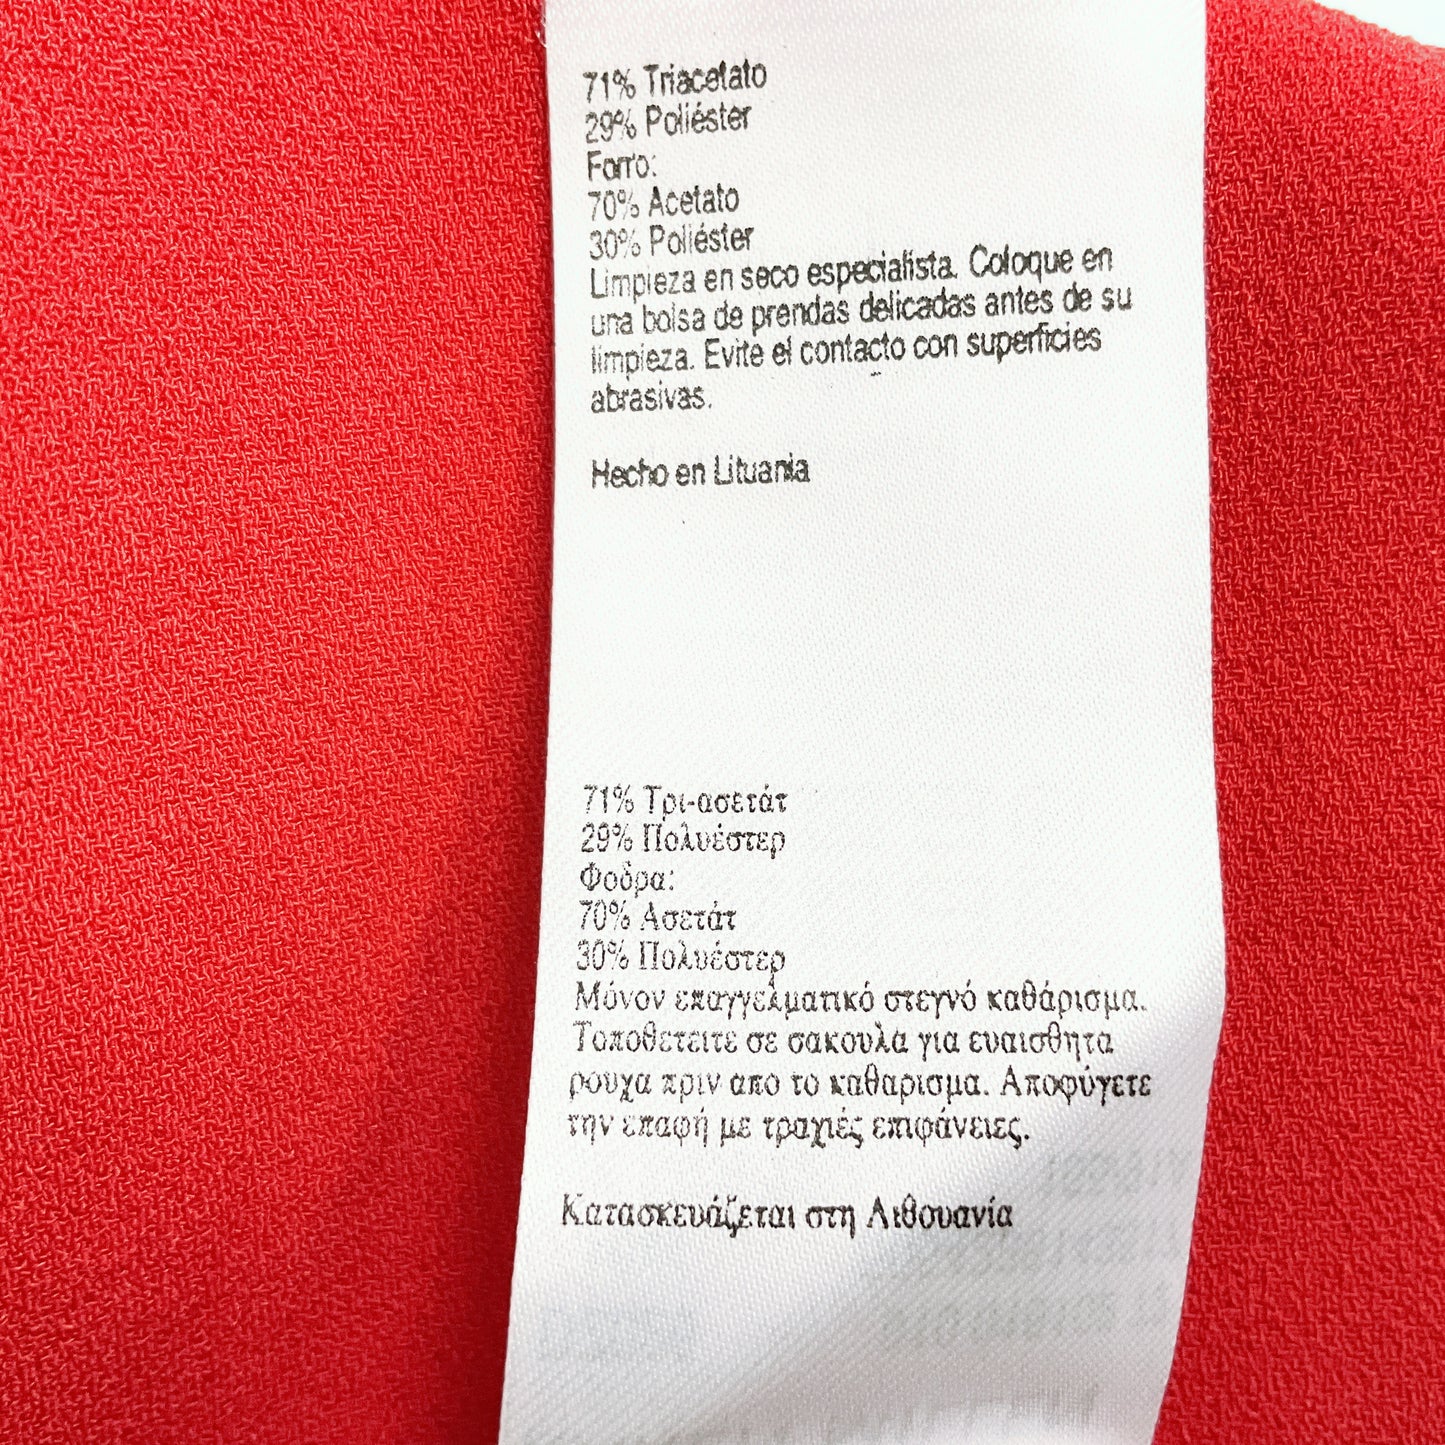 71% Triacetato
29% Poliéster
Forro:
70% Acetato
30% Poliéster
Limpieza en seco especialista. Coloque en
una bolsa de prendas delicadas antes de su
limpieza. Evite el contacto con superficies
abrasivas.
Hecho en Lituania
71% Τρι-ασετάτ
29% Πολυέστερ
Φοδρα:
70% Ασετάτ
30% Πολυέστερ
Μόνον επαγγελματικό στεγνό καθάρισμα.
Τοποθετειτε σε σακουλα για ευαισθητα
ρουχα πριν απο το καθαρισμα. Αποφύγετε
την επαφή με τραχιές επιφάνειες.
Κατασκευάζεται στη Λιθουανία